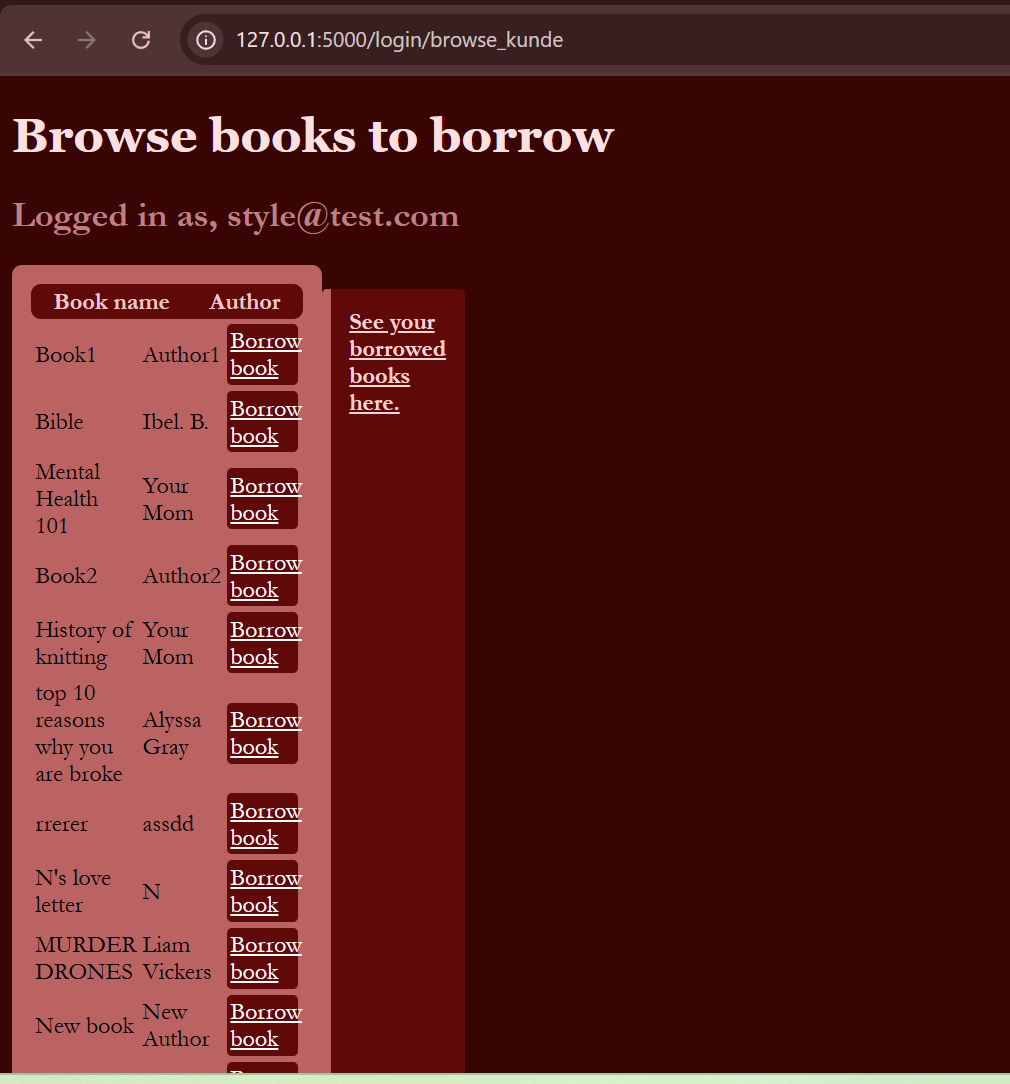 127.0.0.1:5000/login/browse_kunde
Browse books to borrow
Logged in as, style@test.com
Book name Author
Book1 Author1 Borrow
book
Bible Ibel. B. Borrow
book
Mental
Health
101
Your
Mom
Borrow
book
Book2 Author2 Borrow
book
History of
knitting
Your
Mom
Borrow
book
top 10
reasons
why you
are broke
Alyssa
Gray
Borrow
book
rrerer assdd Borrow
book
N's love
letter
N
Borrow
book
MURDER
DRONES
Liam
Vickers
Borrow
book
New book
New
Author
Borrow
book
See your
borrowed
books
here.